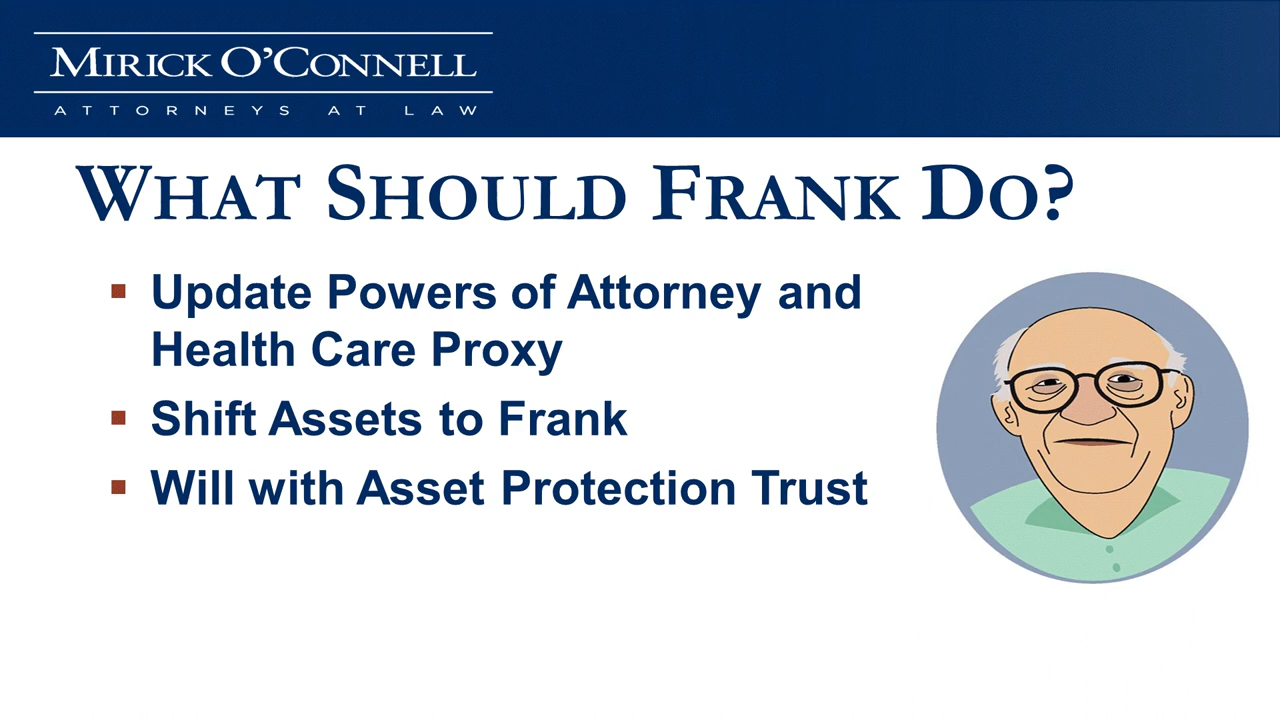 MIRICK O'CONNELL
ATTORNEYS AT LAW
WHAT SHOULD FRANK DO?
▪ Update Powers of Attorney and
Health Care Proxy
▪ Shift Assets to Frank
▪ Will with Asset Protection Trust